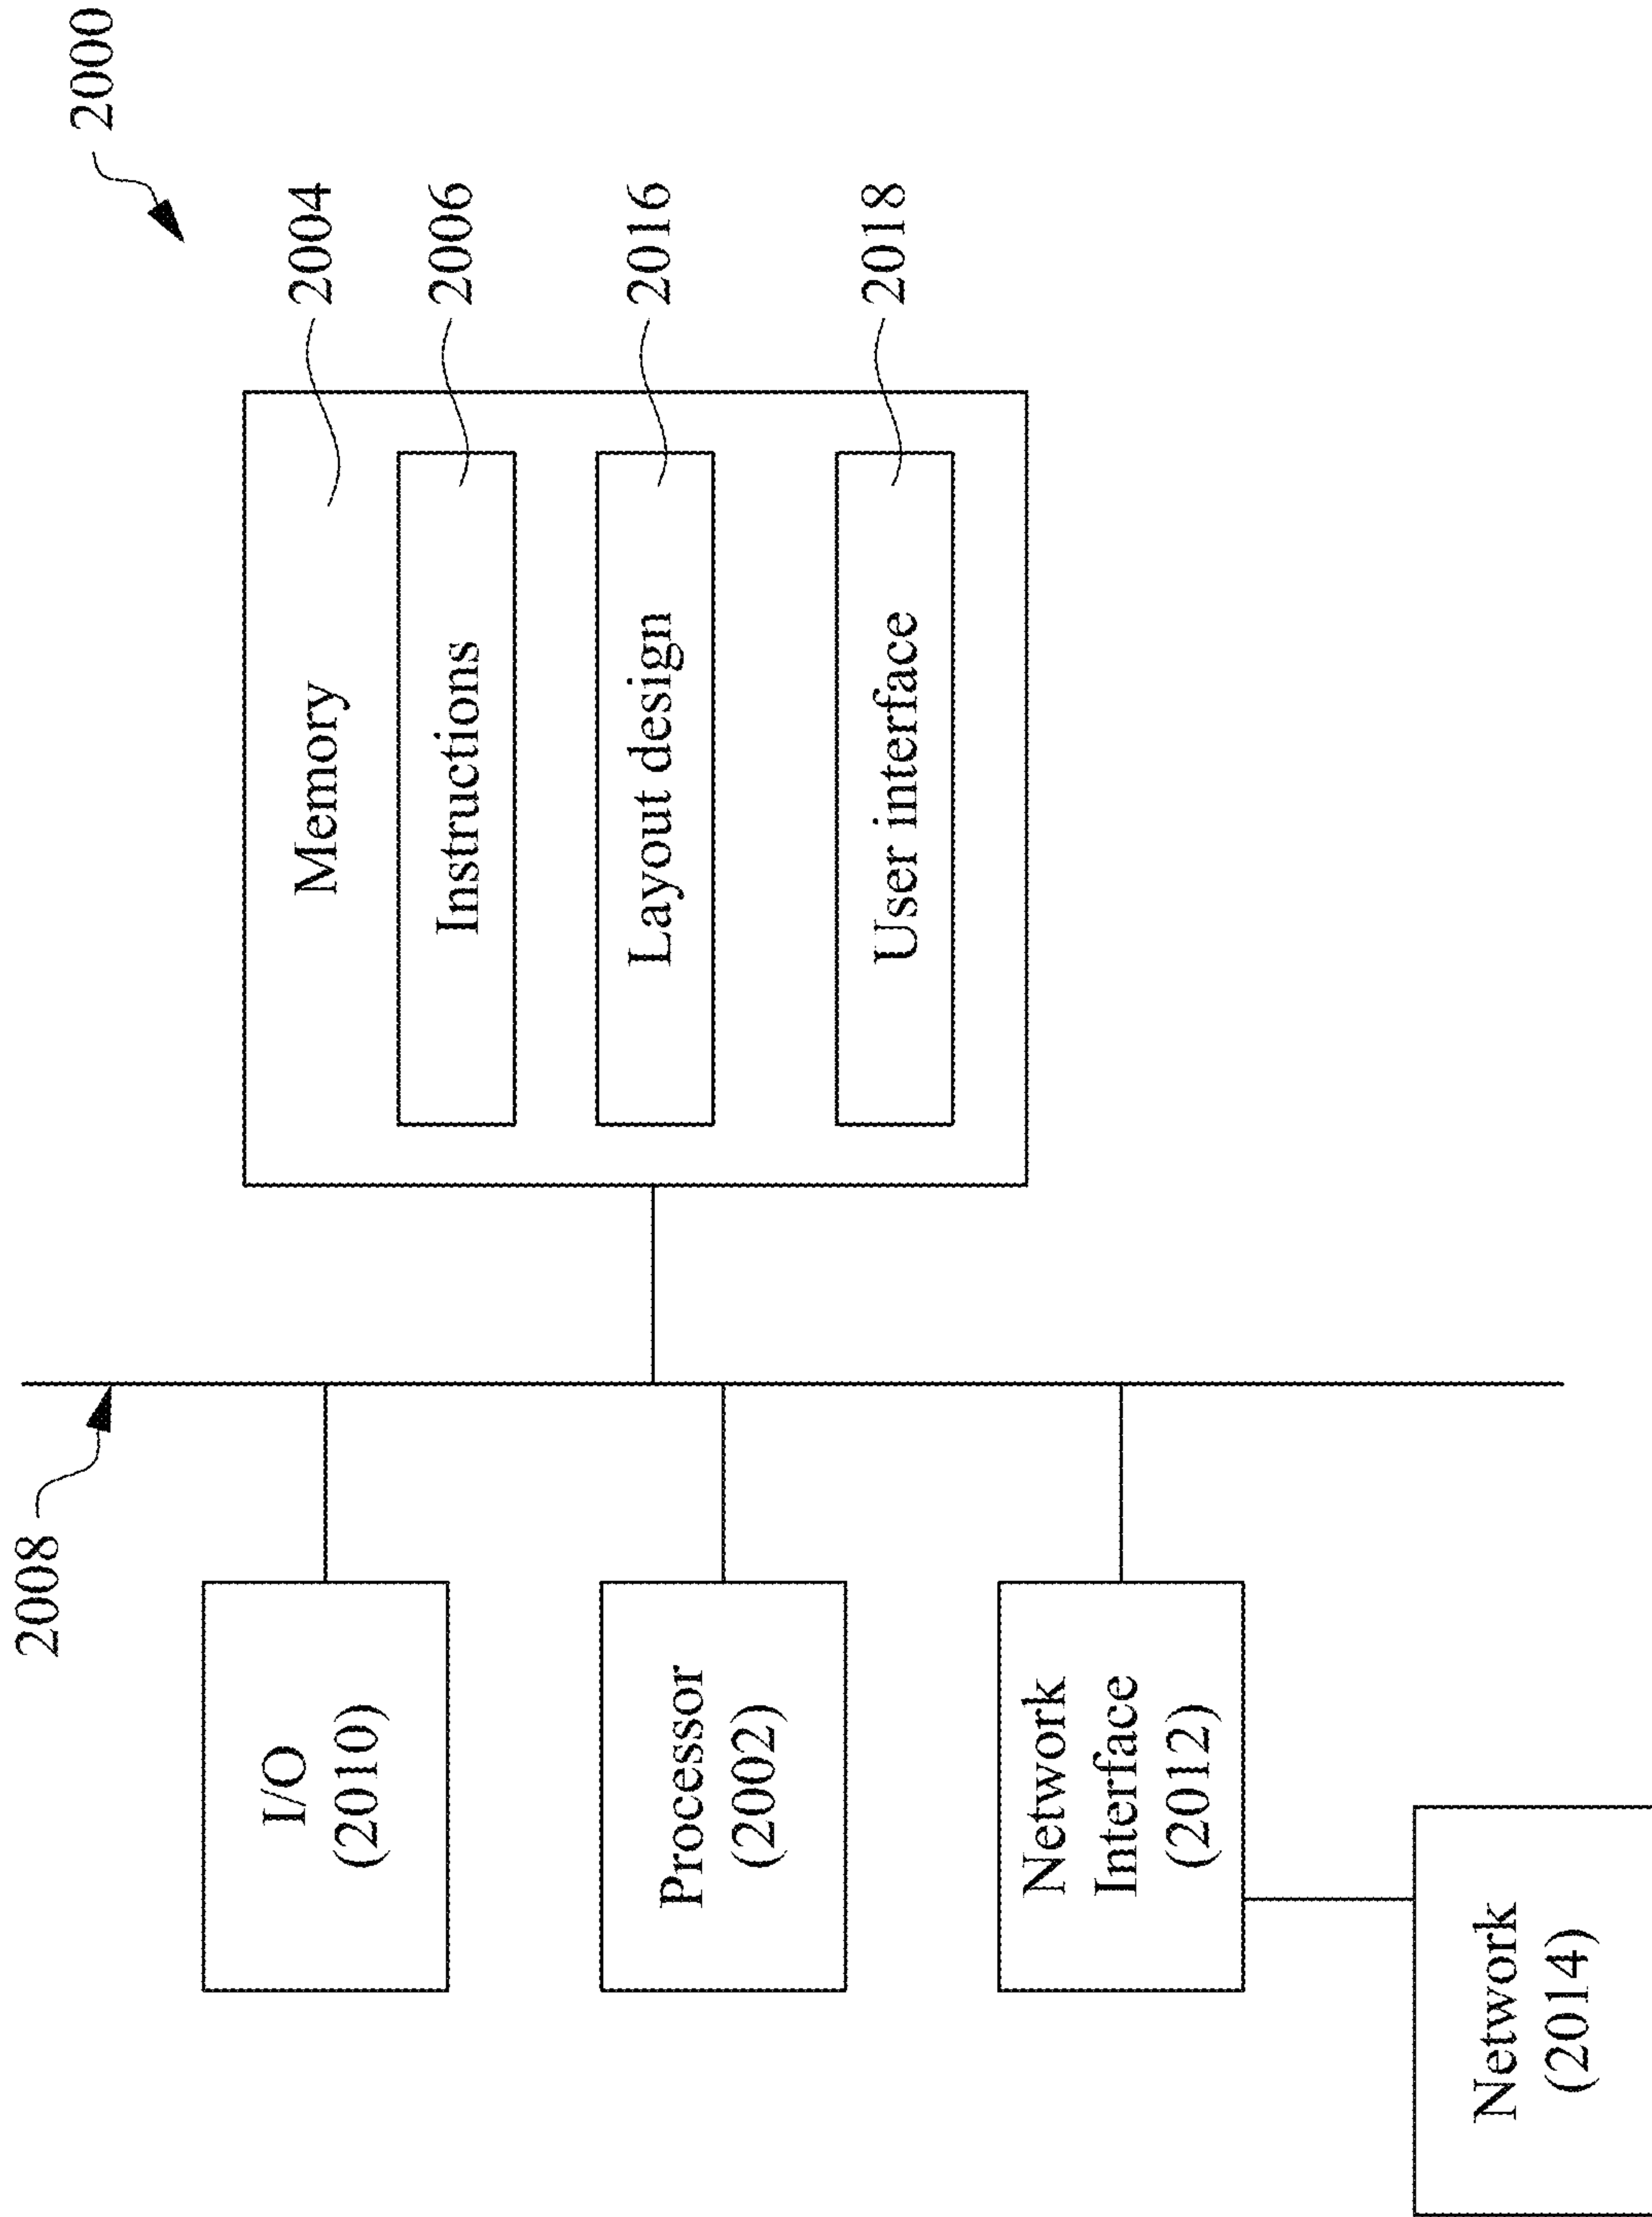 2000
2004
Memory
2006
Instructions
2016
Layout design
2018
User interface
2008
I/O
(2010)
Processor
(2002)
Network
Interface
(2012)
Network
(2014)